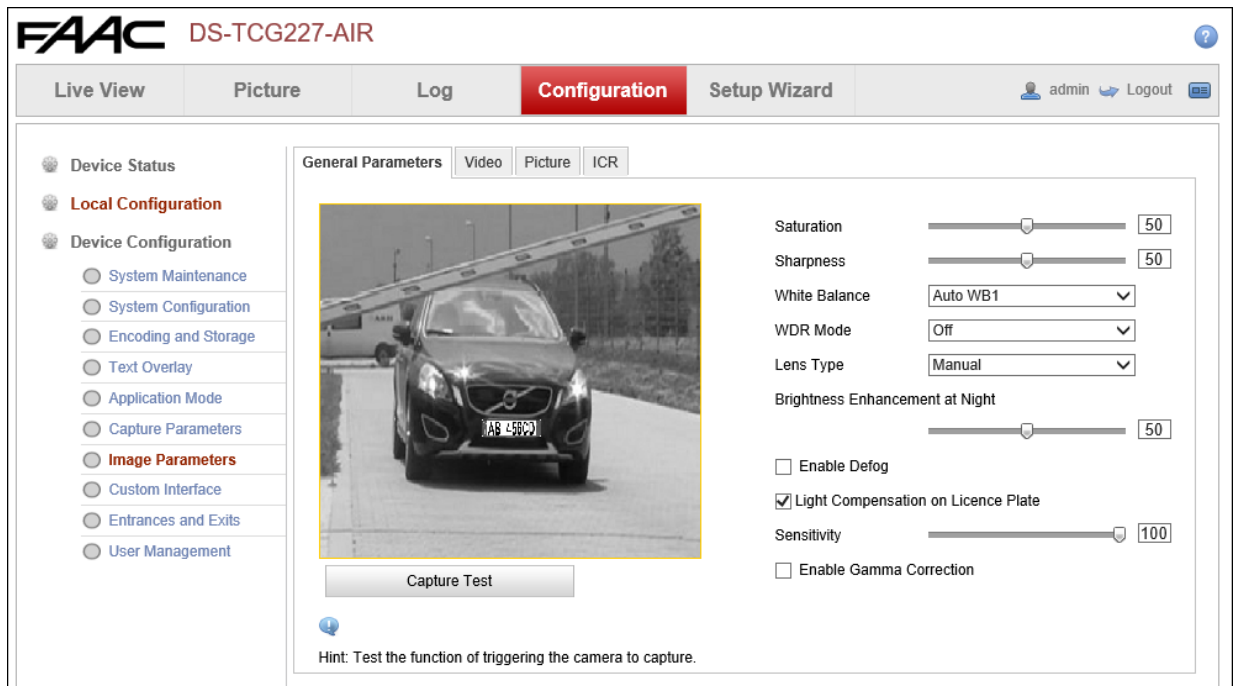 FAAC DS-TCG227-AIR
Live View Picture Log Configuration Setup Wizard admin Logout
Device Status
Local Configuration
Device Configuration
System Maintenance
System Configuration
Encoding and Storage
Text Overlay
Application Mode
Capture Parameters
Image Parameters
Custom Interface
Entrances and Exits
User Management
General Parameters Video Picture ICR
Capture Test
Hint: Test the function of triggering the camera to capture.
Saturation 50
Sharpness 50
White Balance Auto WB1
WDR Mode Off
Lens Type Manual
Brightness Enhancement at Night
50
Enable Defog
Light Compensation on Licence Plate
Sensitivity 100
Enable Gamma Correction